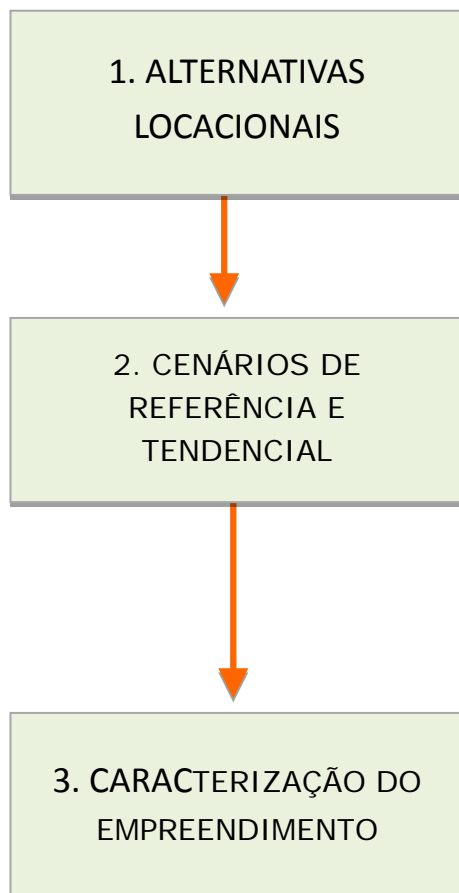 1. ALTERNATIVAS
LOCACIONAIS
2. CENÁRIOS DE
REFERÊNCIA E
TENDENCIAL
3. CARACTERIZAÇÃO DO
EMPREENDIMENTO